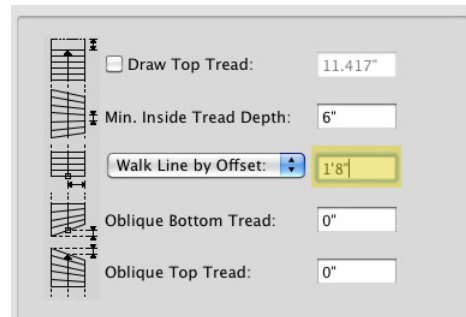 Draw Top Tread: 11.417"
Min. Inside Tread Depth: 6"
Walk Line by Offset: 1'8"
Oblique Bottom Tread: 0"
Oblique Top Tread: 0"